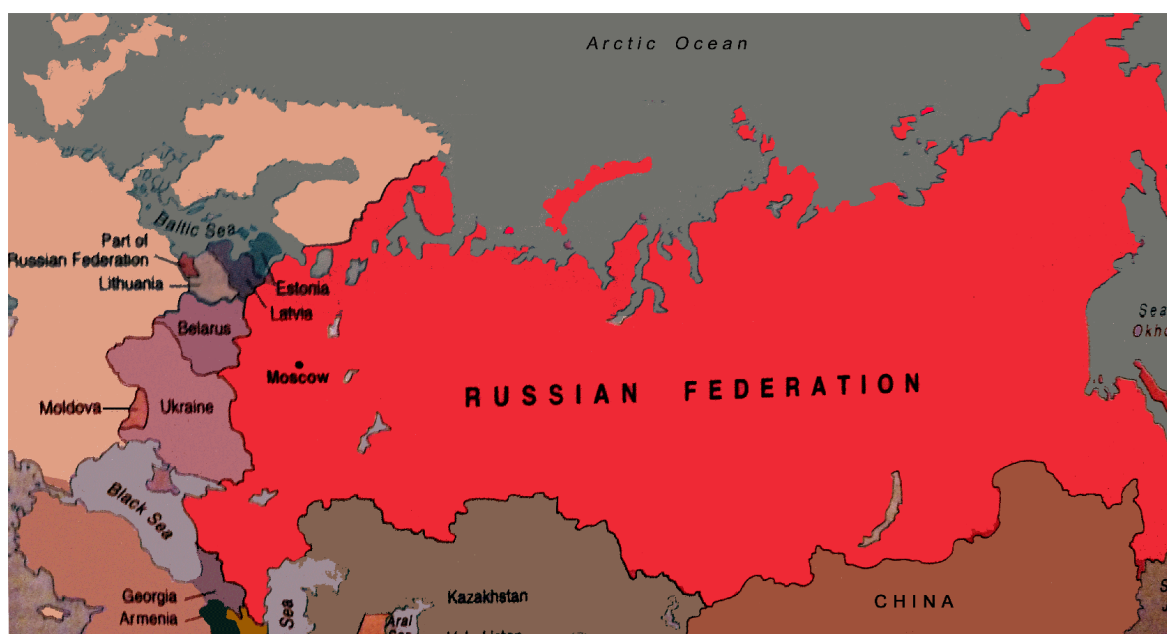 Arctic Ocean
Baltic Sea
Part of
Russian Federation
Lithuania
Estonia
Latvia
Belarus
Moscow
RUSSIAN FEDERATION
Moldova
Ukraine
Black Sea
Georgia
Armenia
Sea
Kazakhstan
Aral
CHINA
Sea